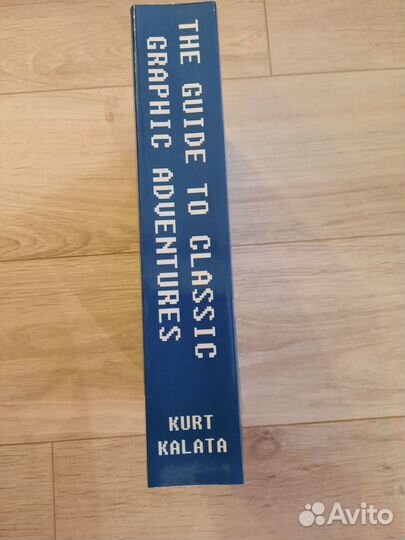 THE GUIDE TO CLASSIC
GRAPHIC ADVENTURES
KURT
KALATA
Avito